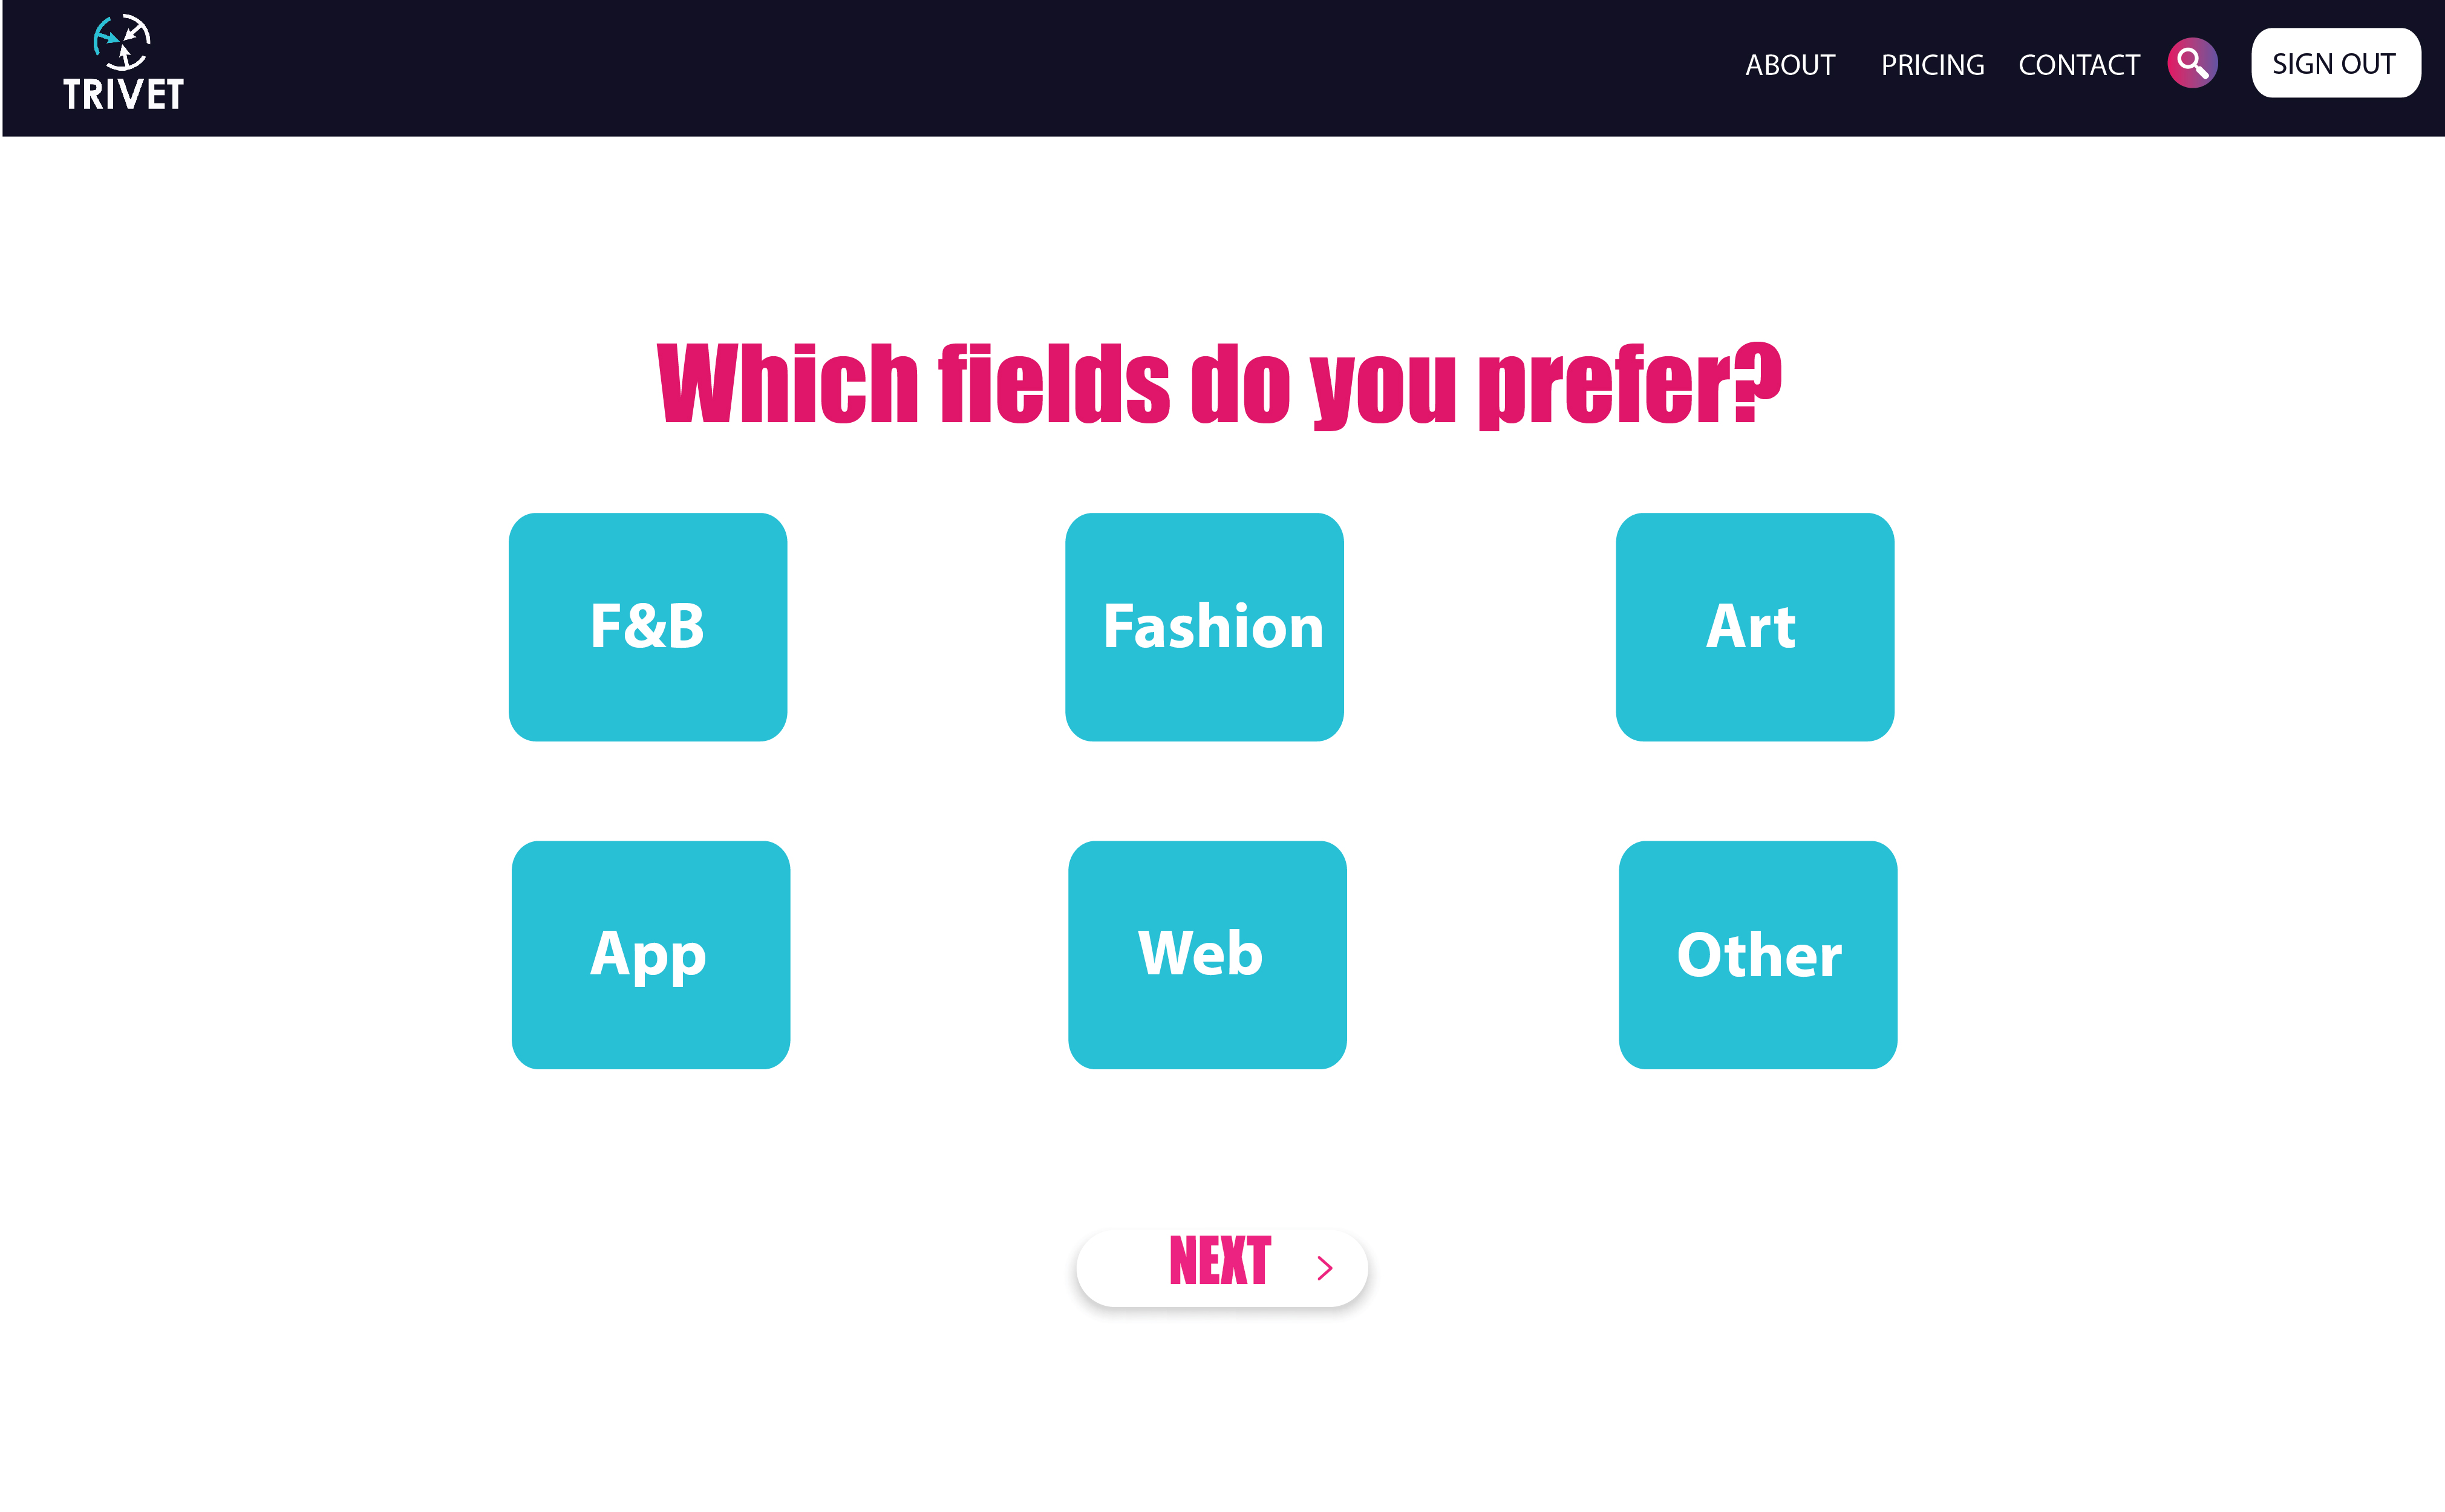 TRIVET
ABOUT PRICING CONTACT SIGN OUT
Which fields do you prefer?
F&B Fashion Art
App Web Other
NEXT